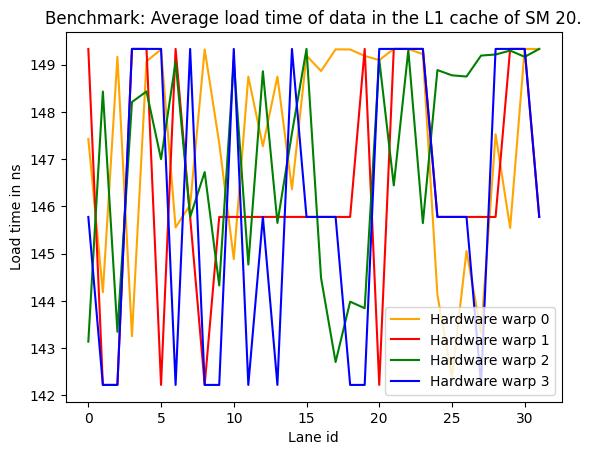 Benchmark: Average load time of data in the L1 cache of SM 20.
Load time in ns
149
148
147
146
145
144
143
142
0 5 10 15 20 25 30
Lane id
Hardware warp 0
Hardware warp 1
Hardware warp 2
Hardware warp 3